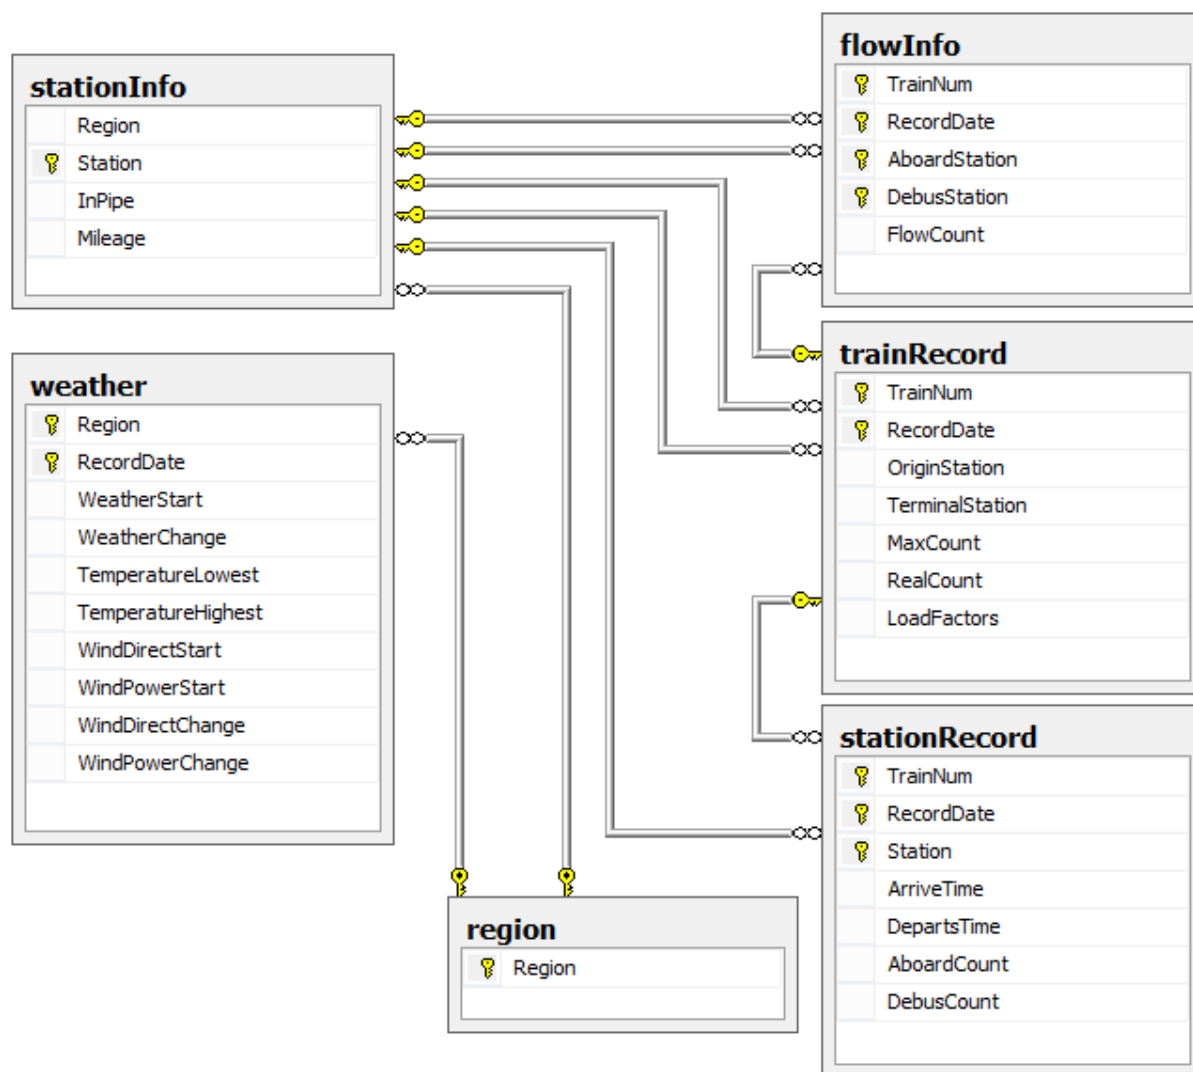 stationInfo
Region
Station
InPipe
Mileage
weather
Region
RecordDate
WeatherStart
WeatherChange
TemperatureLowest
TemperatureHighest
WindDirectStart
WindPowerStart
WindDirectChange
WindPowerChange
region
Region
flowInfo
TrainNum
RecordDate
AboardStation
DebusStation
FlowCount
trainRecord
TrainNum
RecordDate
OriginStation
TerminalStation
MaxCount
RealCount
LoadFactors
stationRecord
TrainNum
RecordDate
Station
ArriveTime
DepartsTime
AboardCount
DebusCount